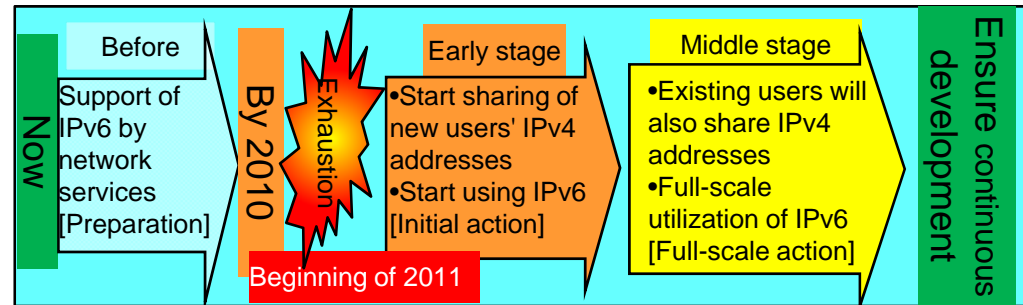 Now
Before
Support of
IPv6 by
network
services
[Preparation]
By 2010
Exhaustion
Beginning of 2011
Early stage
•Start sharing of
new users' IPv4
addresses
•Start using IPv6
[Initial action]
Middle stage
•Existing users will
also share IPv4
addresses
•Full-scale
utilization of IPv6
[Full-scale action]
Ensure continuous
development